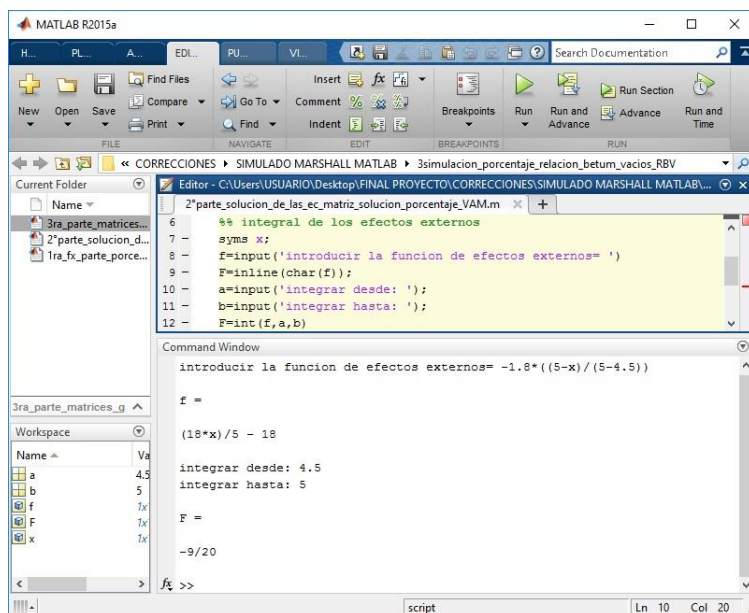 MATLAB R2015a
H... PL... A... EDI... PU... VI... Search Documentation
New Open Save Find Files Compare Print
Go To Find
Insert fx
Comment %
Indent
Breakpoints Run Run and Advance Run Section Advance Run and Time
FILE NAVIGATE EDIT BREAKPOINTS RUN
« CORRECCIONES ▸ SIMULADO MARSHALL MATLAB ▸ 3simulacion_porcentaje_relacion_betum_vacios_RBV
Current Folder
Name
3ra_parte_matrices...
2°parte_solucion_d...
1ra_fx_parte_porce...
3ra_parte_matrices_g
Workspace
Name Va
a 4.5
b 5
f 1x
F 1x
x 1x
Editor - C:\Users\USUARIO\Desktop\FINAL PROYECTO\CORRECCIONES\SIMULADO MARSHALL MATLAB\...
2°parte_solucion_de_las_ec_matriz_solucion_porcentaje_VAM.m +
6 %% integral de los efectos externos
7 - syms x;
8 - f=input('introducir la funcion de efectos externos= ')
9 - F=inline(char(f));
10 - a=input('integrar desde: ');
11 - b=input('integrar hasta: ');
12 - F=int(f,a,b)
Command Window
introducir la funcion de efectos externos= -1.8*((5-x)/(5-4.5))
f =
(18*x)/5 - 18
integrar desde: 4.5
integrar hasta: 5
F =
-9/20
fx >>
script Ln 10 Col 20